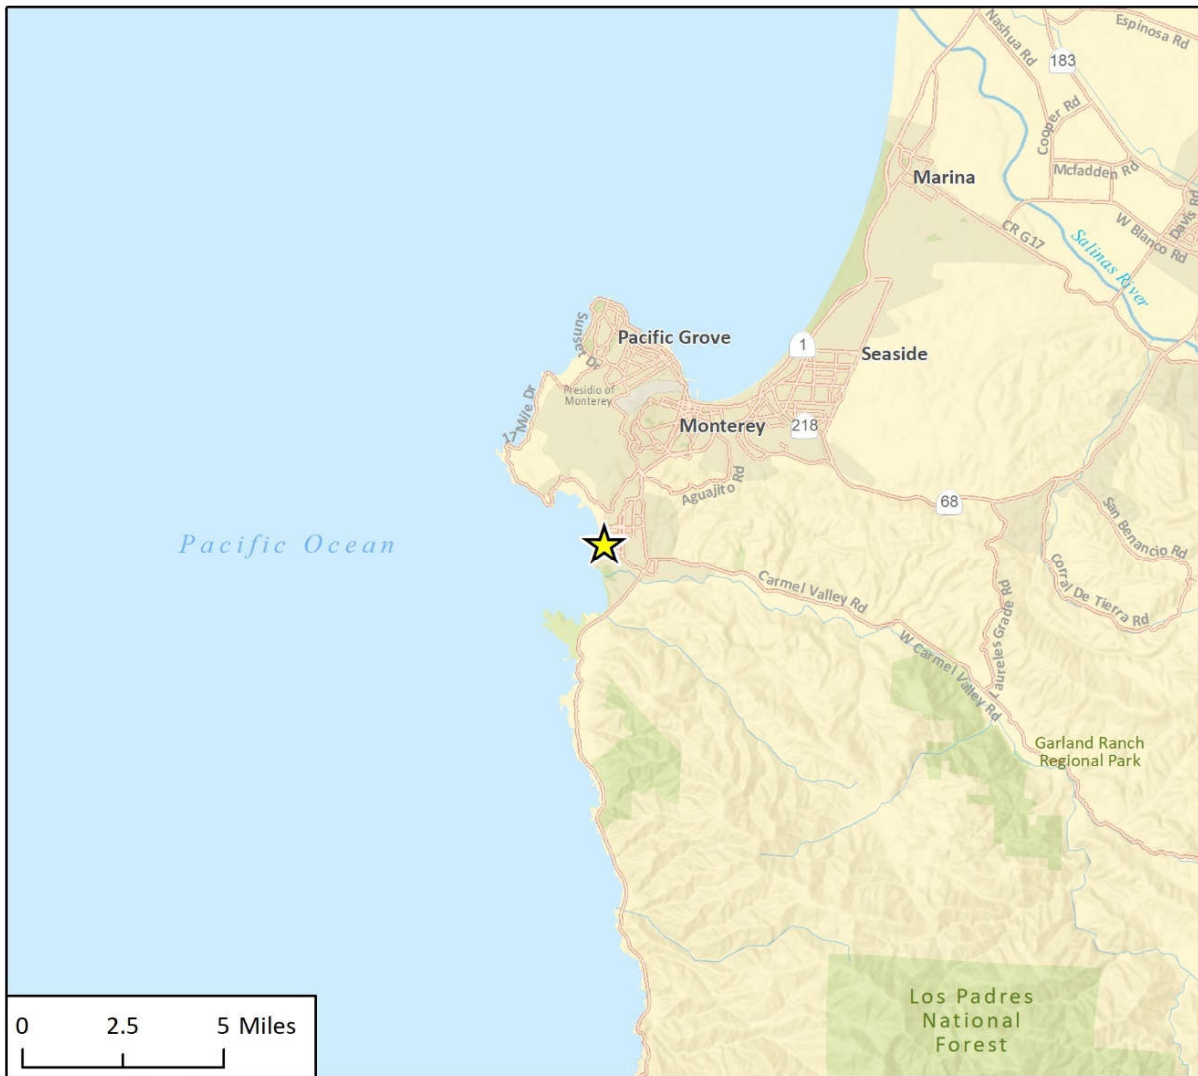 Nashua Rd
Espinosa Rd
183
Cooper Rd
Mcfadden Rd
Marina
Davis Rd
W Blanco Rd
CR G17
Salinas River
Sunset Dr
Pacific Grove
1
Seaside
Presidio of
Monterey
17 Mile Dr
Monterey
218
Aguajito Rd
68
San Benancio Rd
Pacific Ocean
Carmel Valley Rd
Corral De Tierra Rd
Laureles Grade Rd
W Carmel Valley Rd
Garland Ranch
Regional Park
Los Padres
National
Forest
0 2.5 5 Miles